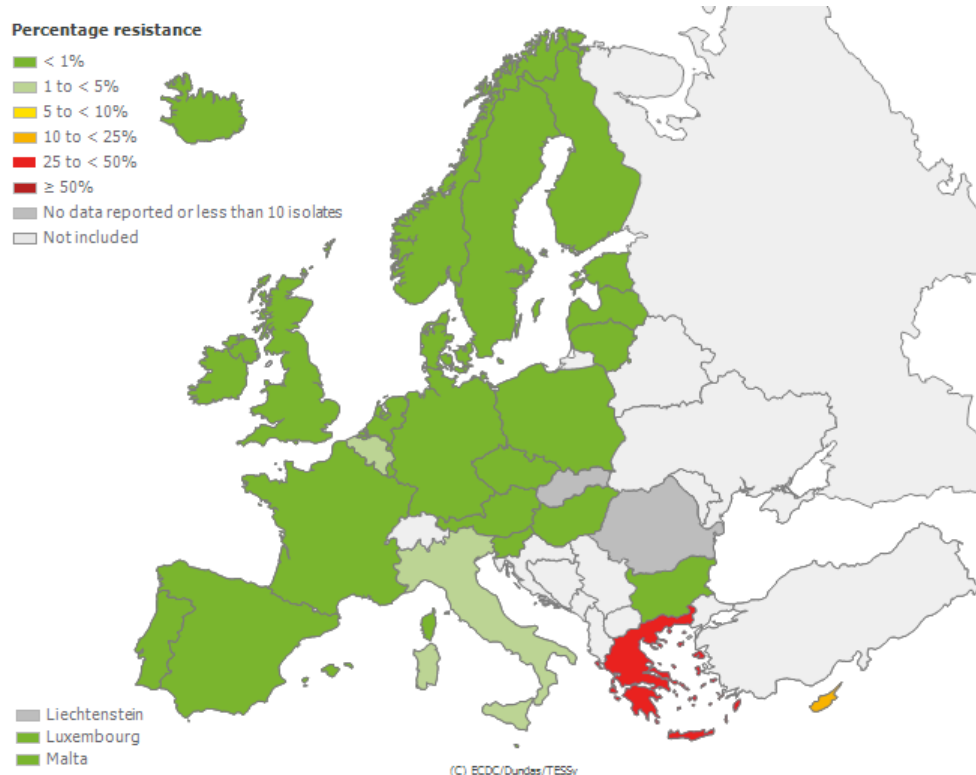 Percentage resistance
< 1%
1 to < 5%
5 to < 10%
10 to < 25%
25 to < 50%
≥ 50%
No data reported or less than 10 isolates
Not included
Liechtenstein
Luxembourg
Malta
(C) ECDC/Dundas/TESSy